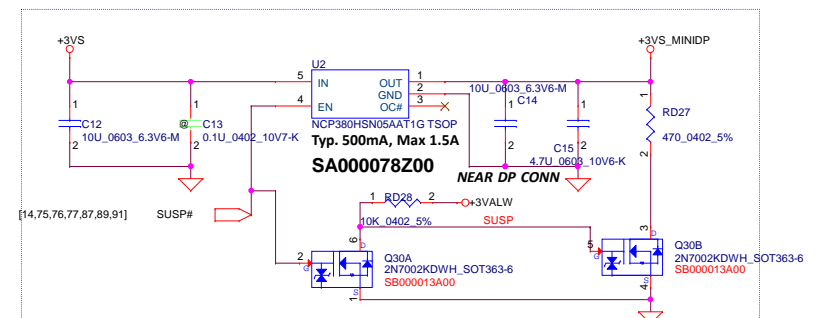 +3VS
+3VS_MINIDP
U2
5 IN OUT 1
GND 2
4 EN OC# 3
NCP380HSN05AAT1G TSOP
Typ. 500mA, Max 1.5A
SA000078Z00
1
C12
10U_0603_6.3V6-M
2
@
1
C13
0.1U_0402_10V7-K
2
10U_0603_6.3V6-M
1
C14
2
1
C15
2
4.7U_0603_10V6-K
NEAR DP CONN
1
RD27
470_0402_5%
2
[14,75,76,77,87,89,91] SUSP#
1 RD28 2 +3VALW
10K_0402_5%
SUSP
6
D
2
G
S
1
Q30A
2N7002KDWH_SOT363-6
SB000013A00
3
D
5
G
S
4
Q30B
2N7002KDWH_SOT363-6
SB000013A00